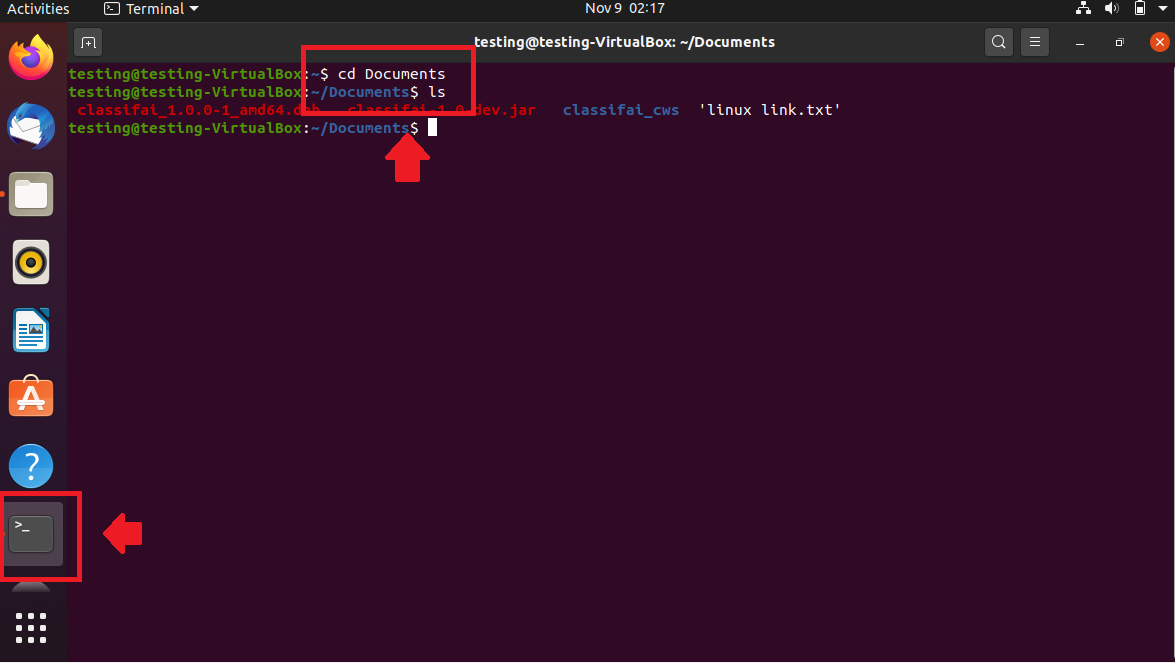 Activities Terminal Nov 9 02:17
testing@testing-VirtualBox: ~/Documents
testing@testing-VirtualBox:~$ cd Documents
testing@testing-VirtualBox:~/Documents$ ls
classifai_1.0.0-1_amd64.deb classifai-1.0-dev.jar classifai_cws 'linux link.txt'
testing@testing-VirtualBox:~/Documents$